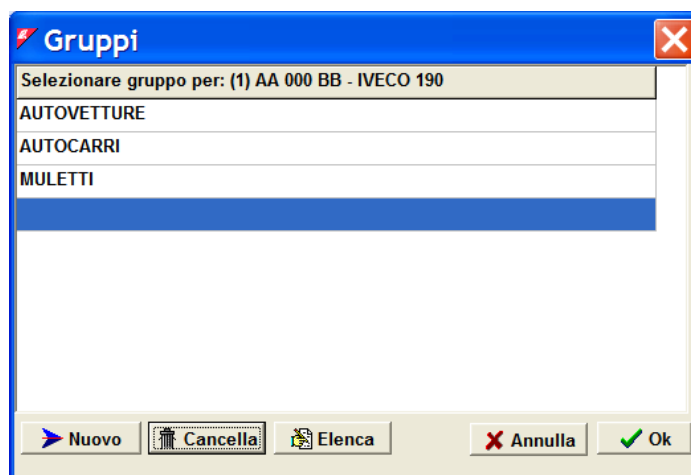 Gruppi
Selezionare gruppo per: (1) AA 000 BB - IVECO 190
AUTOVETTURE
AUTOCARRI
MULETTI
Nuovo Cancella Elenca Annulla Ok